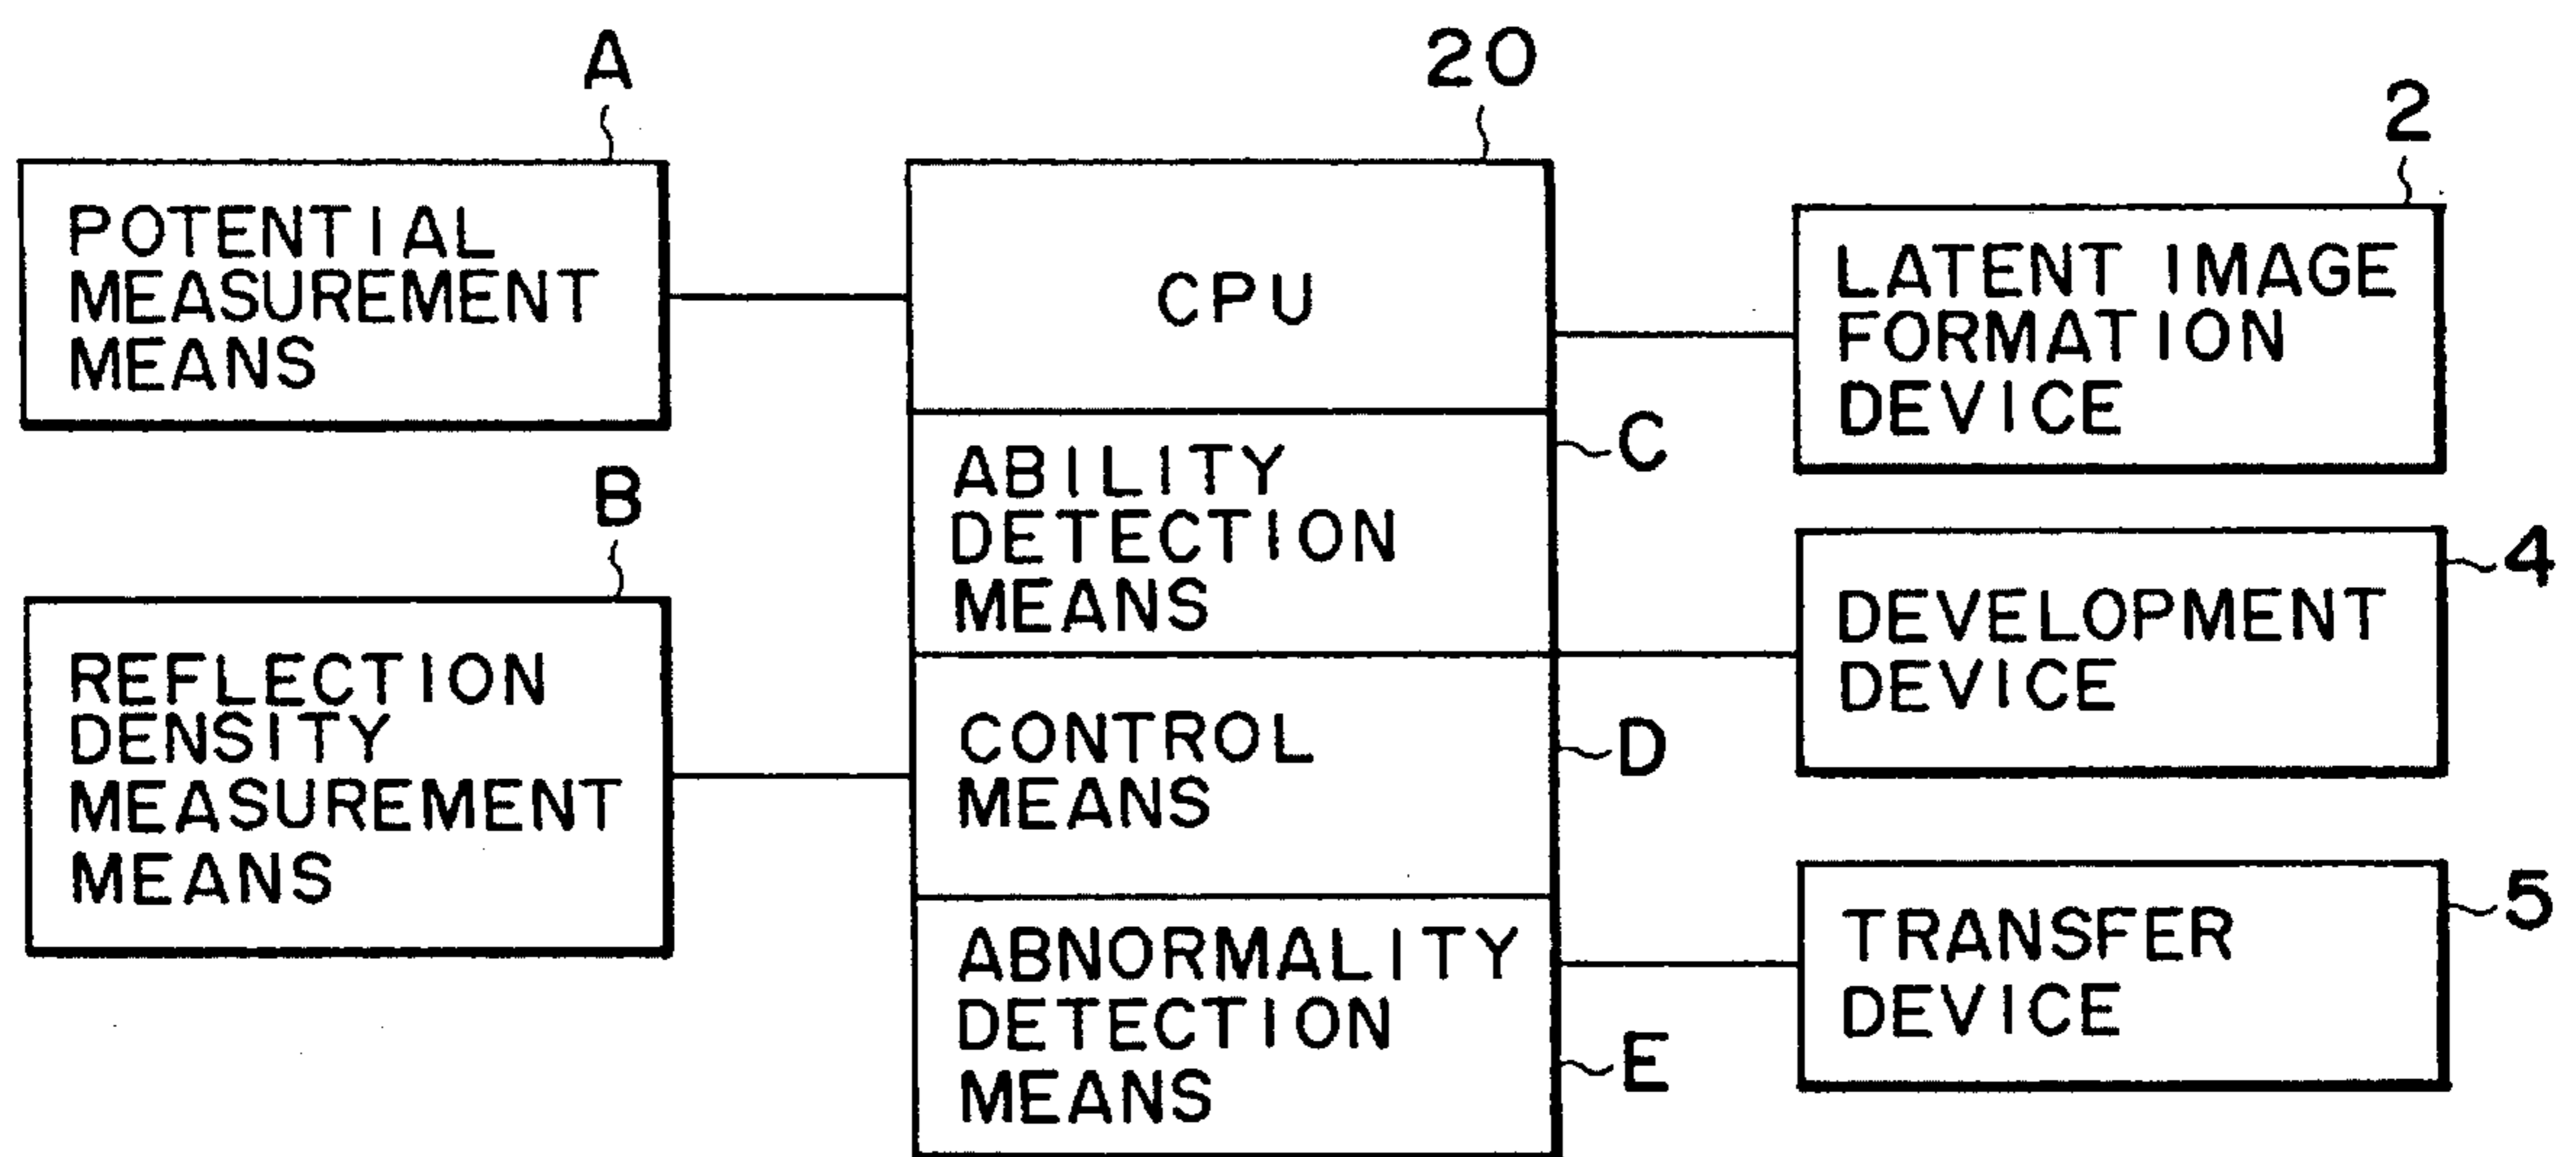 A
POTENTIAL
MEASUREMENT
MEANS
B
REFLECTION
DENSITY
MEASUREMENT
MEANS
20
CPU
C
ABILITY
DETECTION
MEANS
D
CONTROL
MEANS
E
ABNORMALITY
DETECTION
MEANS
2
LATENT IMAGE
FORMATION
DEVICE
4
DEVELOPMENT
DEVICE
5
TRANSFER
DEVICE